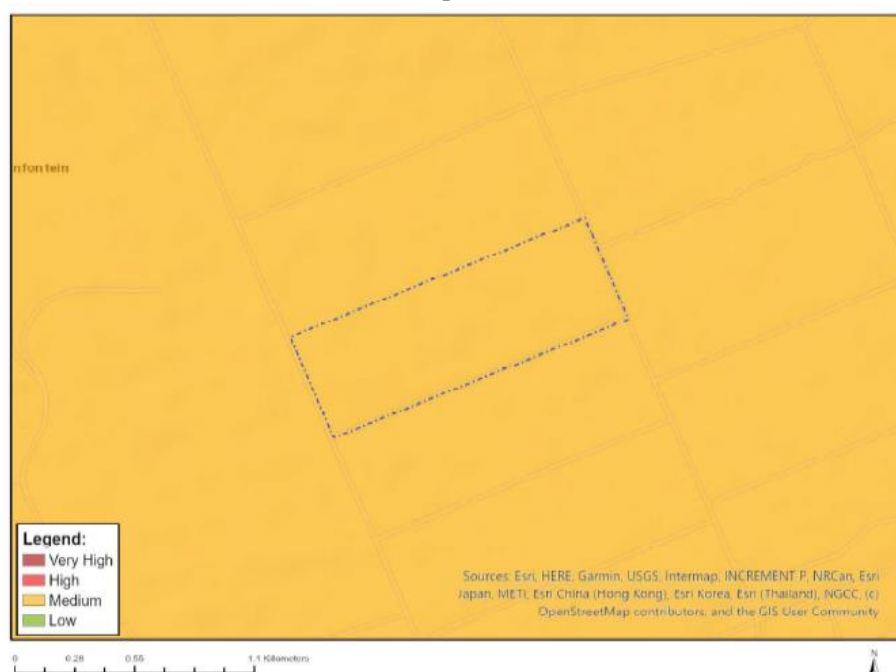 nfontein
Legend:
Very High
High
Medium
Low
Sources: Esri, HERE, Garmin, USGS, Intermap, INCREMENT P, NRCan, Esri
Japan, METI, Esri China (Hong Kong), Esri Korea, Esri (Thailand), NGCC, (c)
OpenStreetMap contributors, and the GIS User Community
0 0.28 0.55 1.1 Kilometers
N